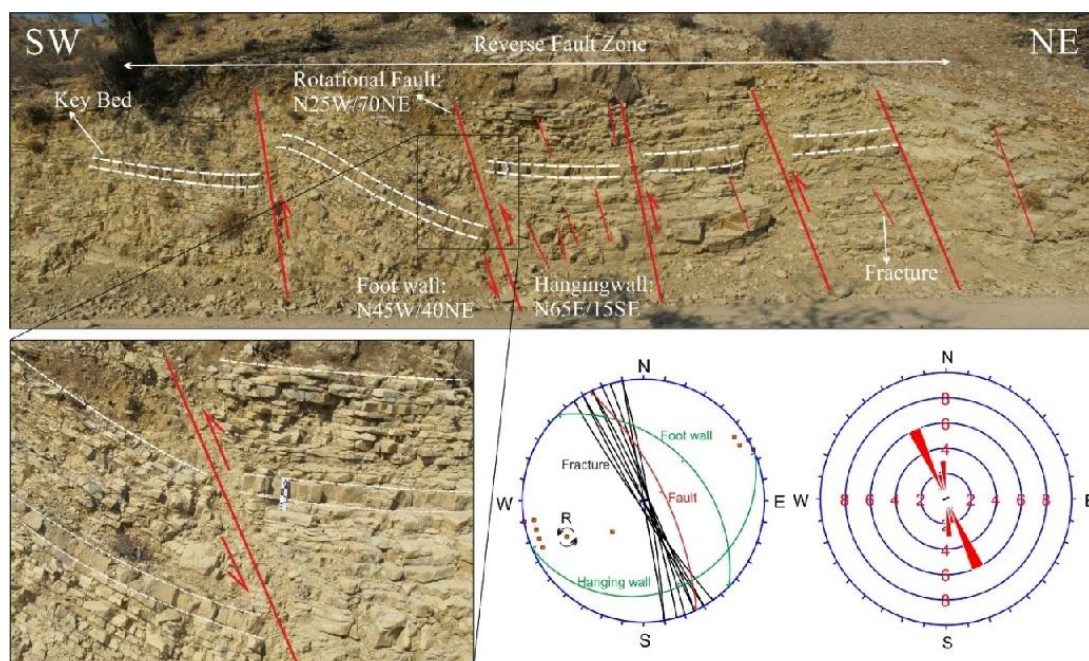 SW
NE
Reverse Fault Zone
Rotational Fault:
N25W/70NE
Key Bed
Foot wall:
N45W/40NE
Hangingwall:
N65E/15SE
Fracture
N
Foot wall
Fracture
Fault
W
E
R
Hanging wall
S
N
8
6
4
W
8
6
4
2
2
4
6
8
E
2
4
6
8
S